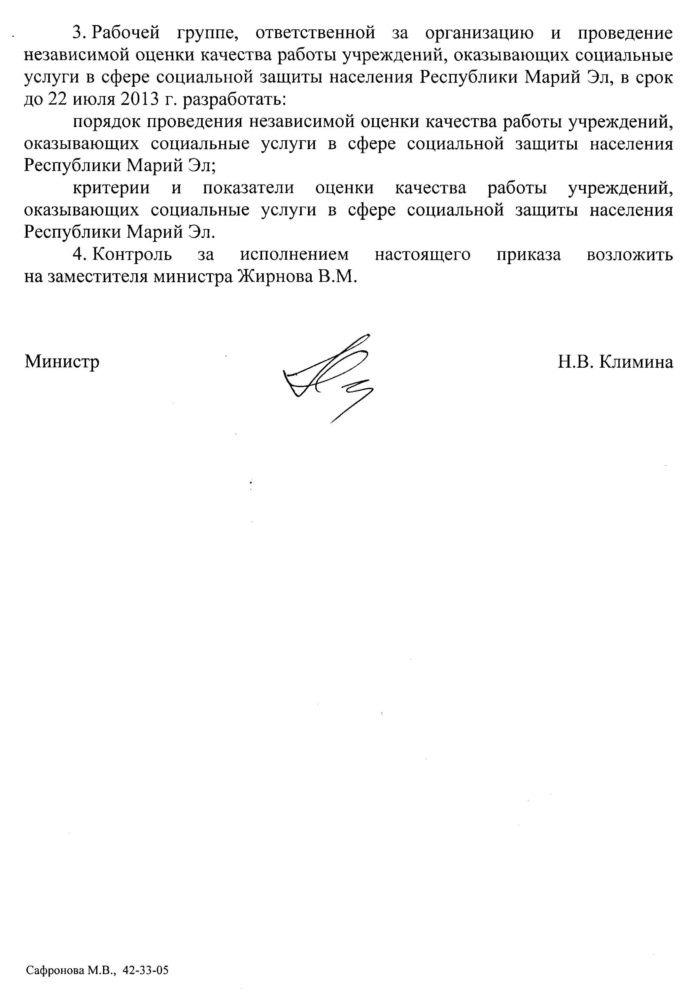 3. Рабочей группе, ответственной за организацию и проведение
независимой оценки качества работы учреждений, оказывающих социальные
услуги в сфере социальной защиты населения Республики Марий Эл, в срок
до 22 июля 2013 г. разработать:
порядок проведения независимой оценки качества работы учреждений,
оказывающих социальные услуги в сфере социальной защиты населения
Республики Марий Эл;
критерии и показатели оценки качества работы учреждений,
оказывающих социальные услуги в сфере социальной защиты населения
Республики Марий Эл.
4. Контроль за исполнением настоящего приказа возложить
на заместителя министра Жирнова В.М.
Министр Н.В. Климина
Сафронова М.В., 42-33-05